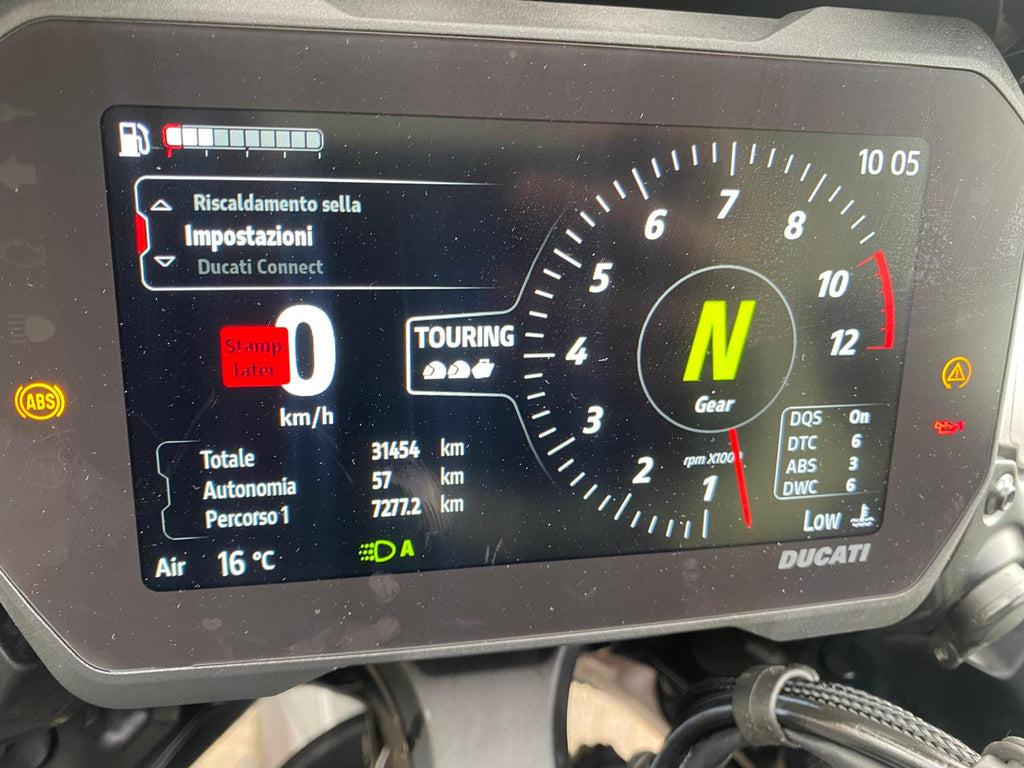 10 05
Riscaldamento sella
Impostazioni
Ducati Connect
Stamp.
later
0
km/h
TOURING
1
2
3
4
5
6
7
8
10
12
N
Gear
rpm X1000
Totale 31454 km
Autonomia 57 km
Percorso 1 7277.2 km
DQS On
DTC 6
ABS 3
DWC 6
Air 16 °C
A
Low
DUCATI
ABS